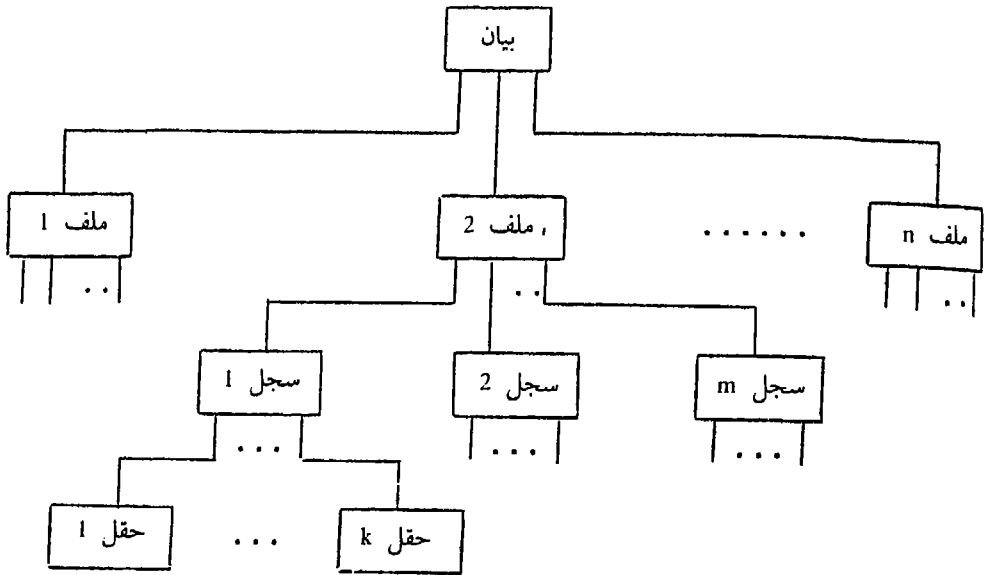 بيان
ملف 1
ملف 2
......
ملف n
..
..
..
سجل 1
سجل 2
سجل m
...
...
...
حقل 1
...
حقل k